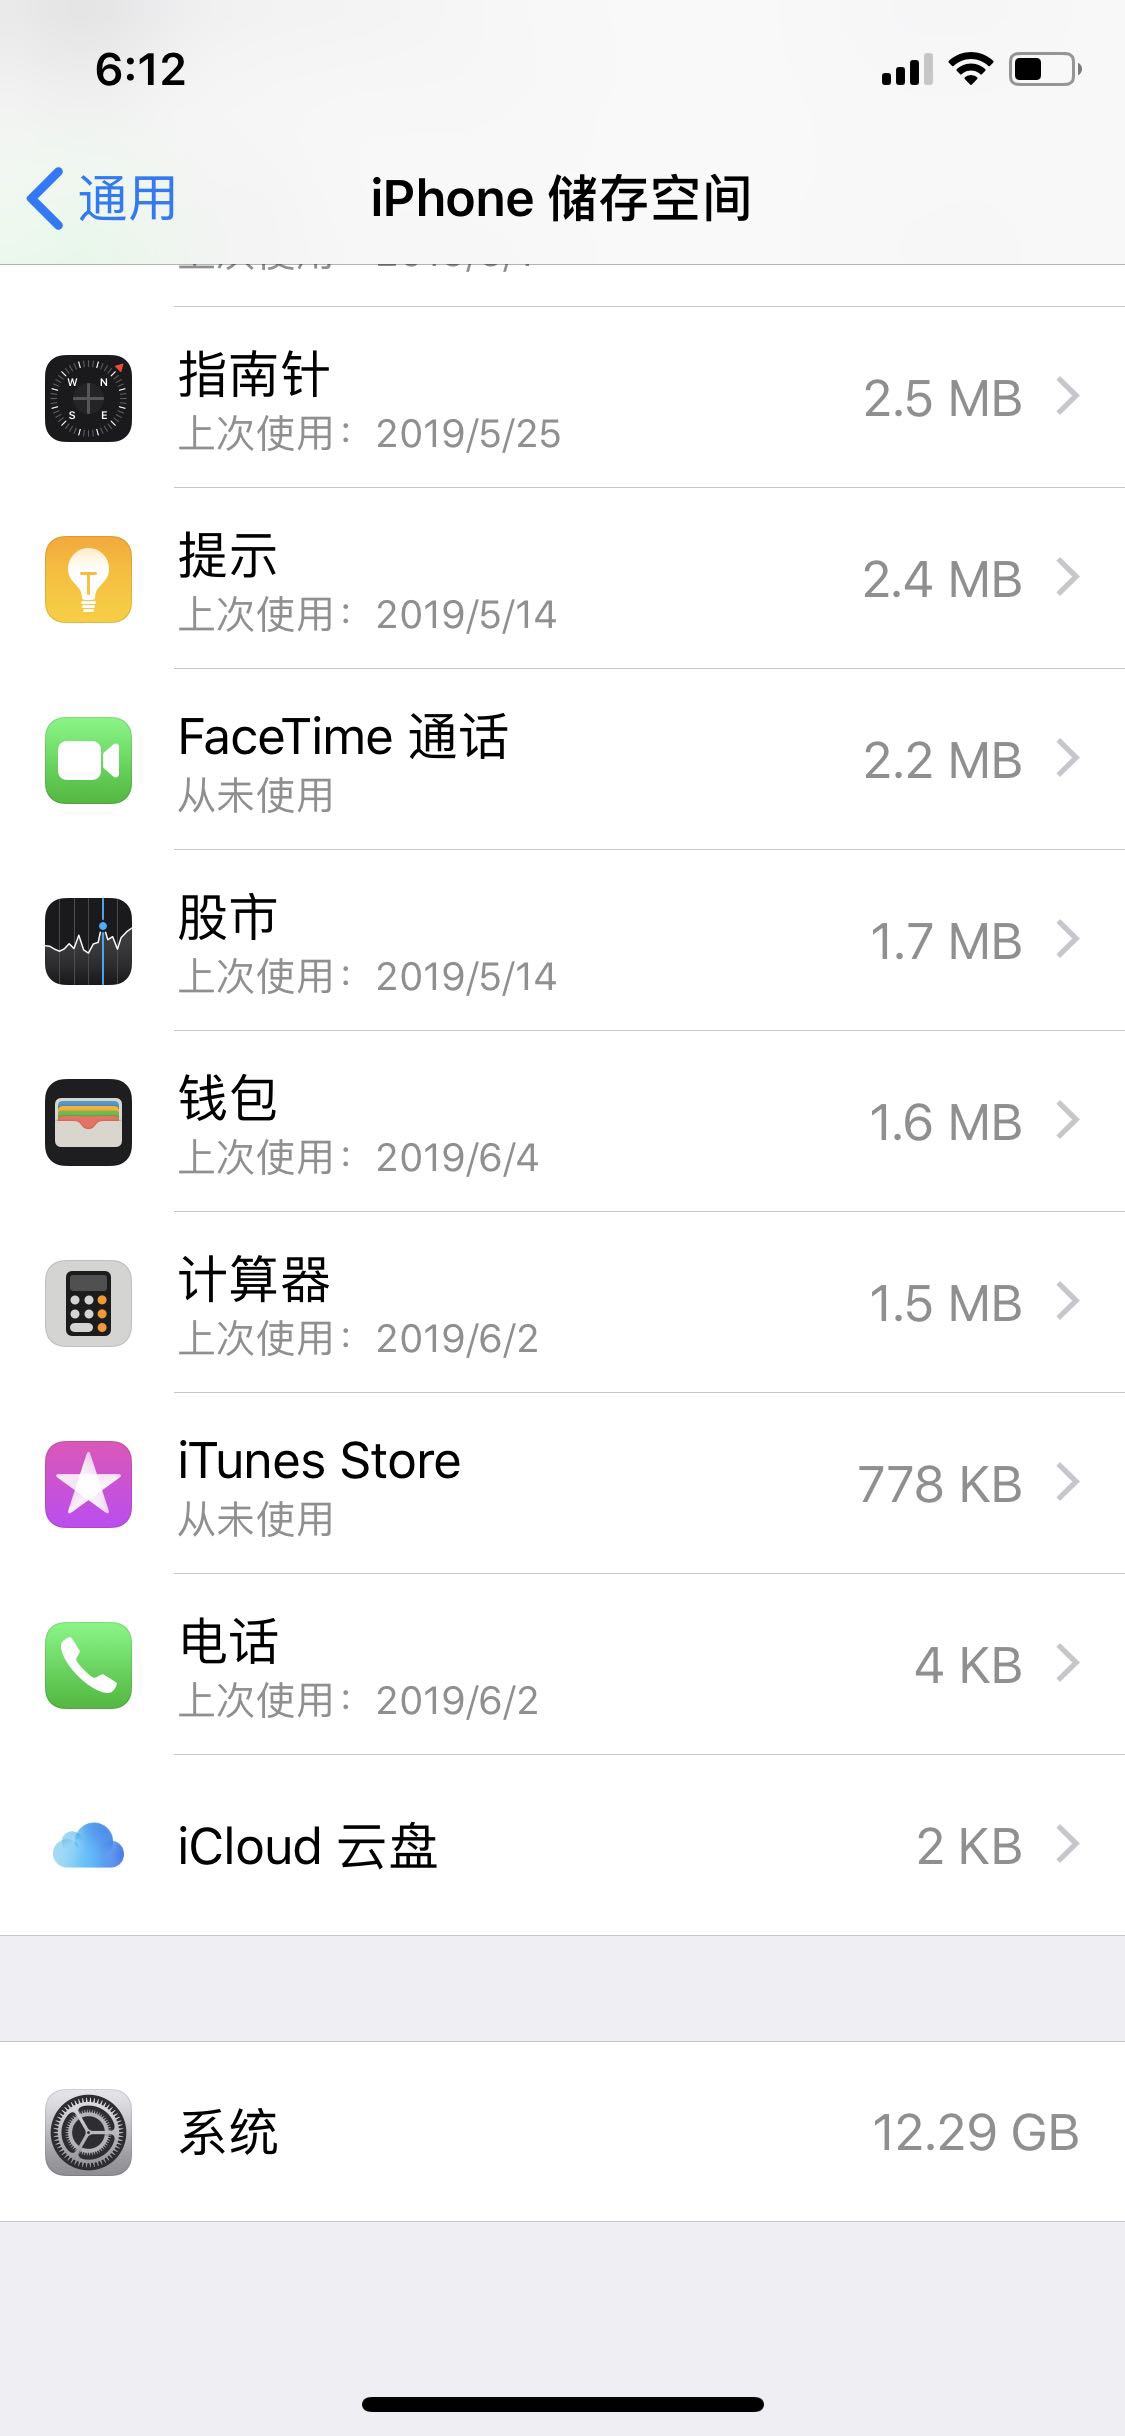 6:12
通用
iPhone 储存空间
指南针
上次使用：2019/5/25
2.5 MB
提示
上次使用：2019/5/14
2.4 MB
FaceTime 通话
从未使用
2.2 MB
股市
上次使用：2019/5/14
1.7 MB
钱包
上次使用：2019/6/4
1.6 MB
计算器
上次使用：2019/6/2
1.5 MB
iTunes Store
从未使用
778 KB
电话
上次使用：2019/6/2
4 KB
iCloud 云盘
2 KB
系统
12.29 GB